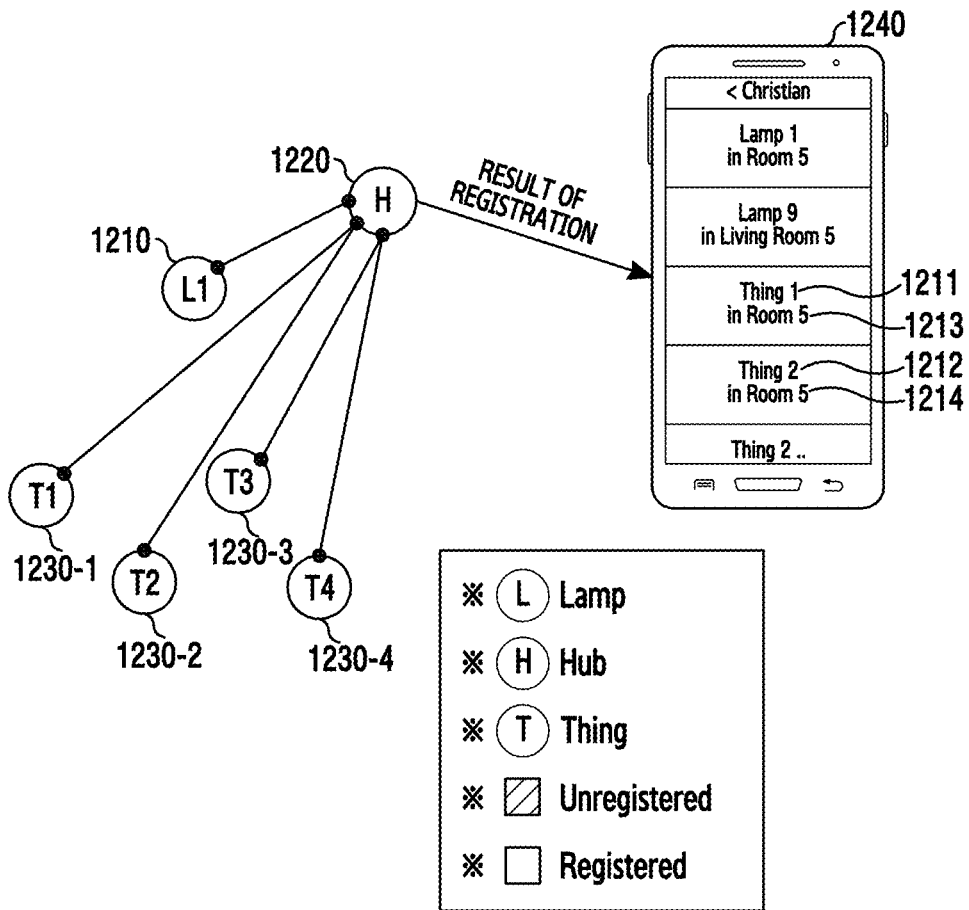 1240
< Christian
Lamp 1
in Room 5
Lamp 9
in Living Room 5
Thing 1
in Room 5
Thing 2
in Room 5
Thing 2 ..
1211
1213
1212
1214
1220
H
RESULT OF
REGISTRATION
1210
L1
T1
1230-1
T2
1230-2
T3
1230-3
T4
1230-4
※ L Lamp
※ H Hub
※ T Thing
※ Unregistered
※ Registered